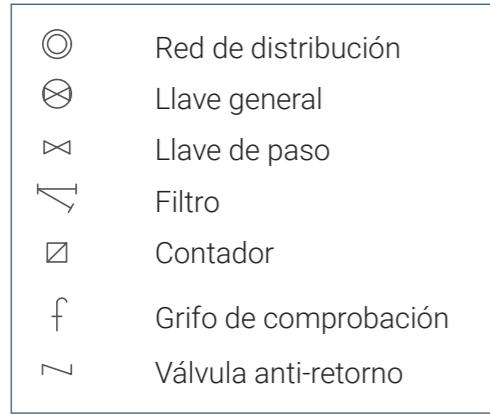 Red de distribución
Llave general
Llave de paso
Filtro
Contador
Grifo de comprobación
Válvula anti-retorno